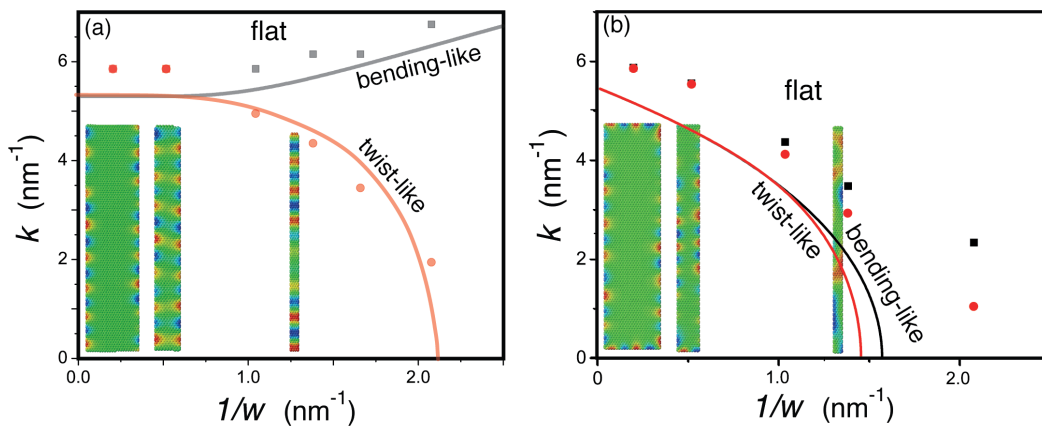 (a)
flat
bending-like
twist-like
k (nm⁻¹)
6
4
2
0
0.0
1.0
2.0
1/w (nm⁻¹)
(b)
flat
twist-like
bending-like
k (nm⁻¹)
6
4
2
0
0
1.0
2.0
1/w (nm⁻¹)